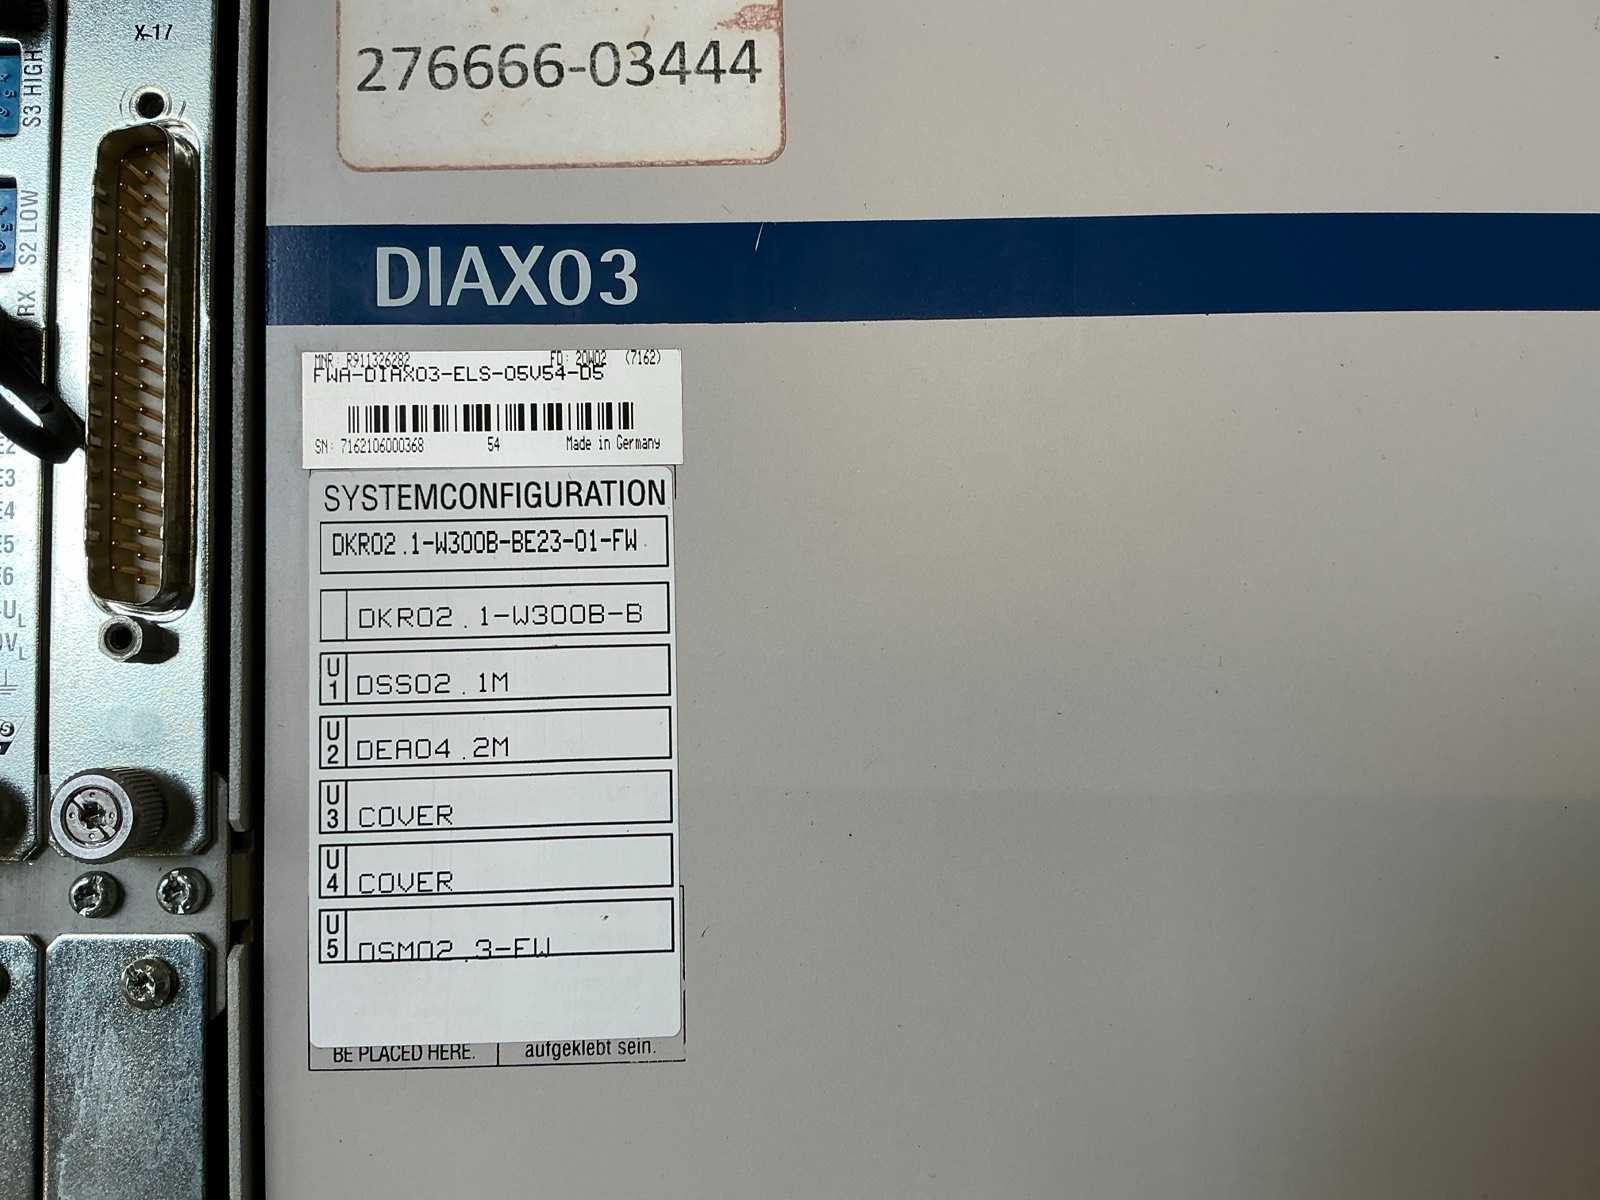 X-17
S3 HIGH
S2 LOW
RX
276666-03444
DIAX03
MNR: R911326282 FD: 20W02 (7162)
FWA-DIAX03-ELS-05V54-D5
SN: 7162106000368 54 Made in Germany
SYSTEMCONFIGURATION
DKR02.1-W300B-BE23-01-FW
DKR02.1-W300B-B
U1 DSS02.1M
U2 DEA04.2M
U3 COVER
U4 COVER
U5 DSM02.3-FW
BE PLACED HERE. aufgeklebt sein.
E3
E4
E5
E6